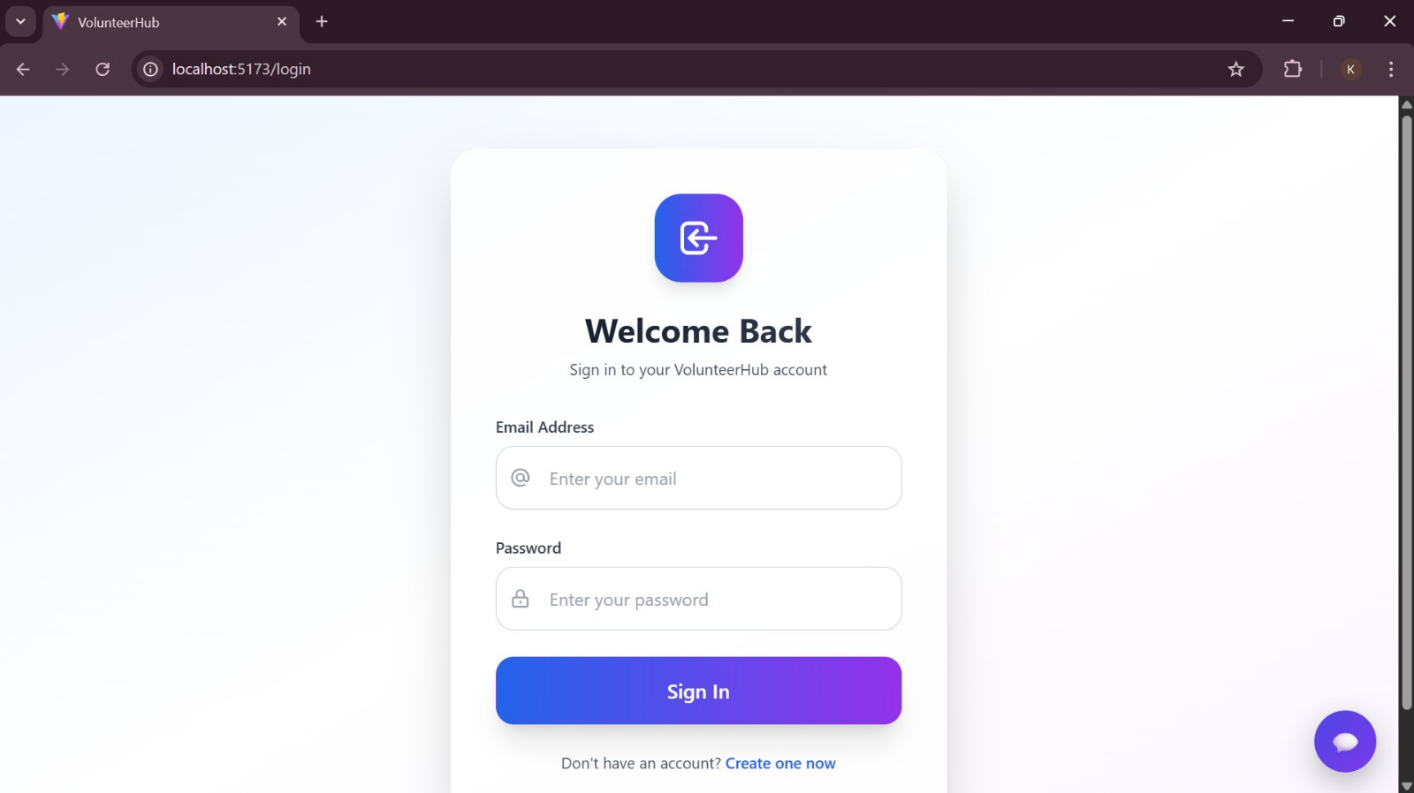 VolunteerHub
localhost:5173/login
K
Welcome Back
Sign in to your VolunteerHub account
Email Address
Enter your email
Password
Enter your password
Sign In
Don't have an account? Create one now